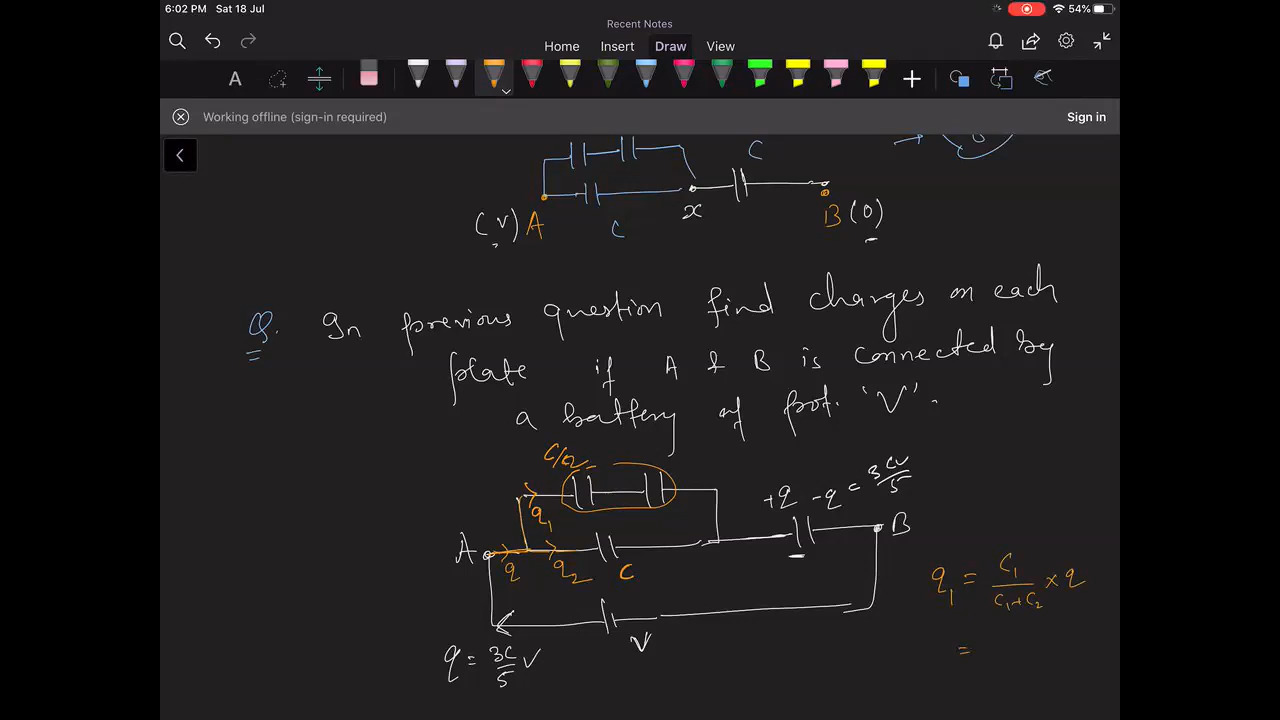 6:02 PM Sat 18 Jul
54%
Recent Notes
Home Insert Draw View
A
Working offline (sign-in required)
Sign in
C
x
(V) A
C
B (0)
Q. In previous question find charges on each
plate if A & B is connected by
a battery of pot. 'V'.
C/2
+q -q = 3CV/5
q1
A
B
q
q2
C
q1 = C1/(C1+C2) × q
V
=
q = 3C/5 V